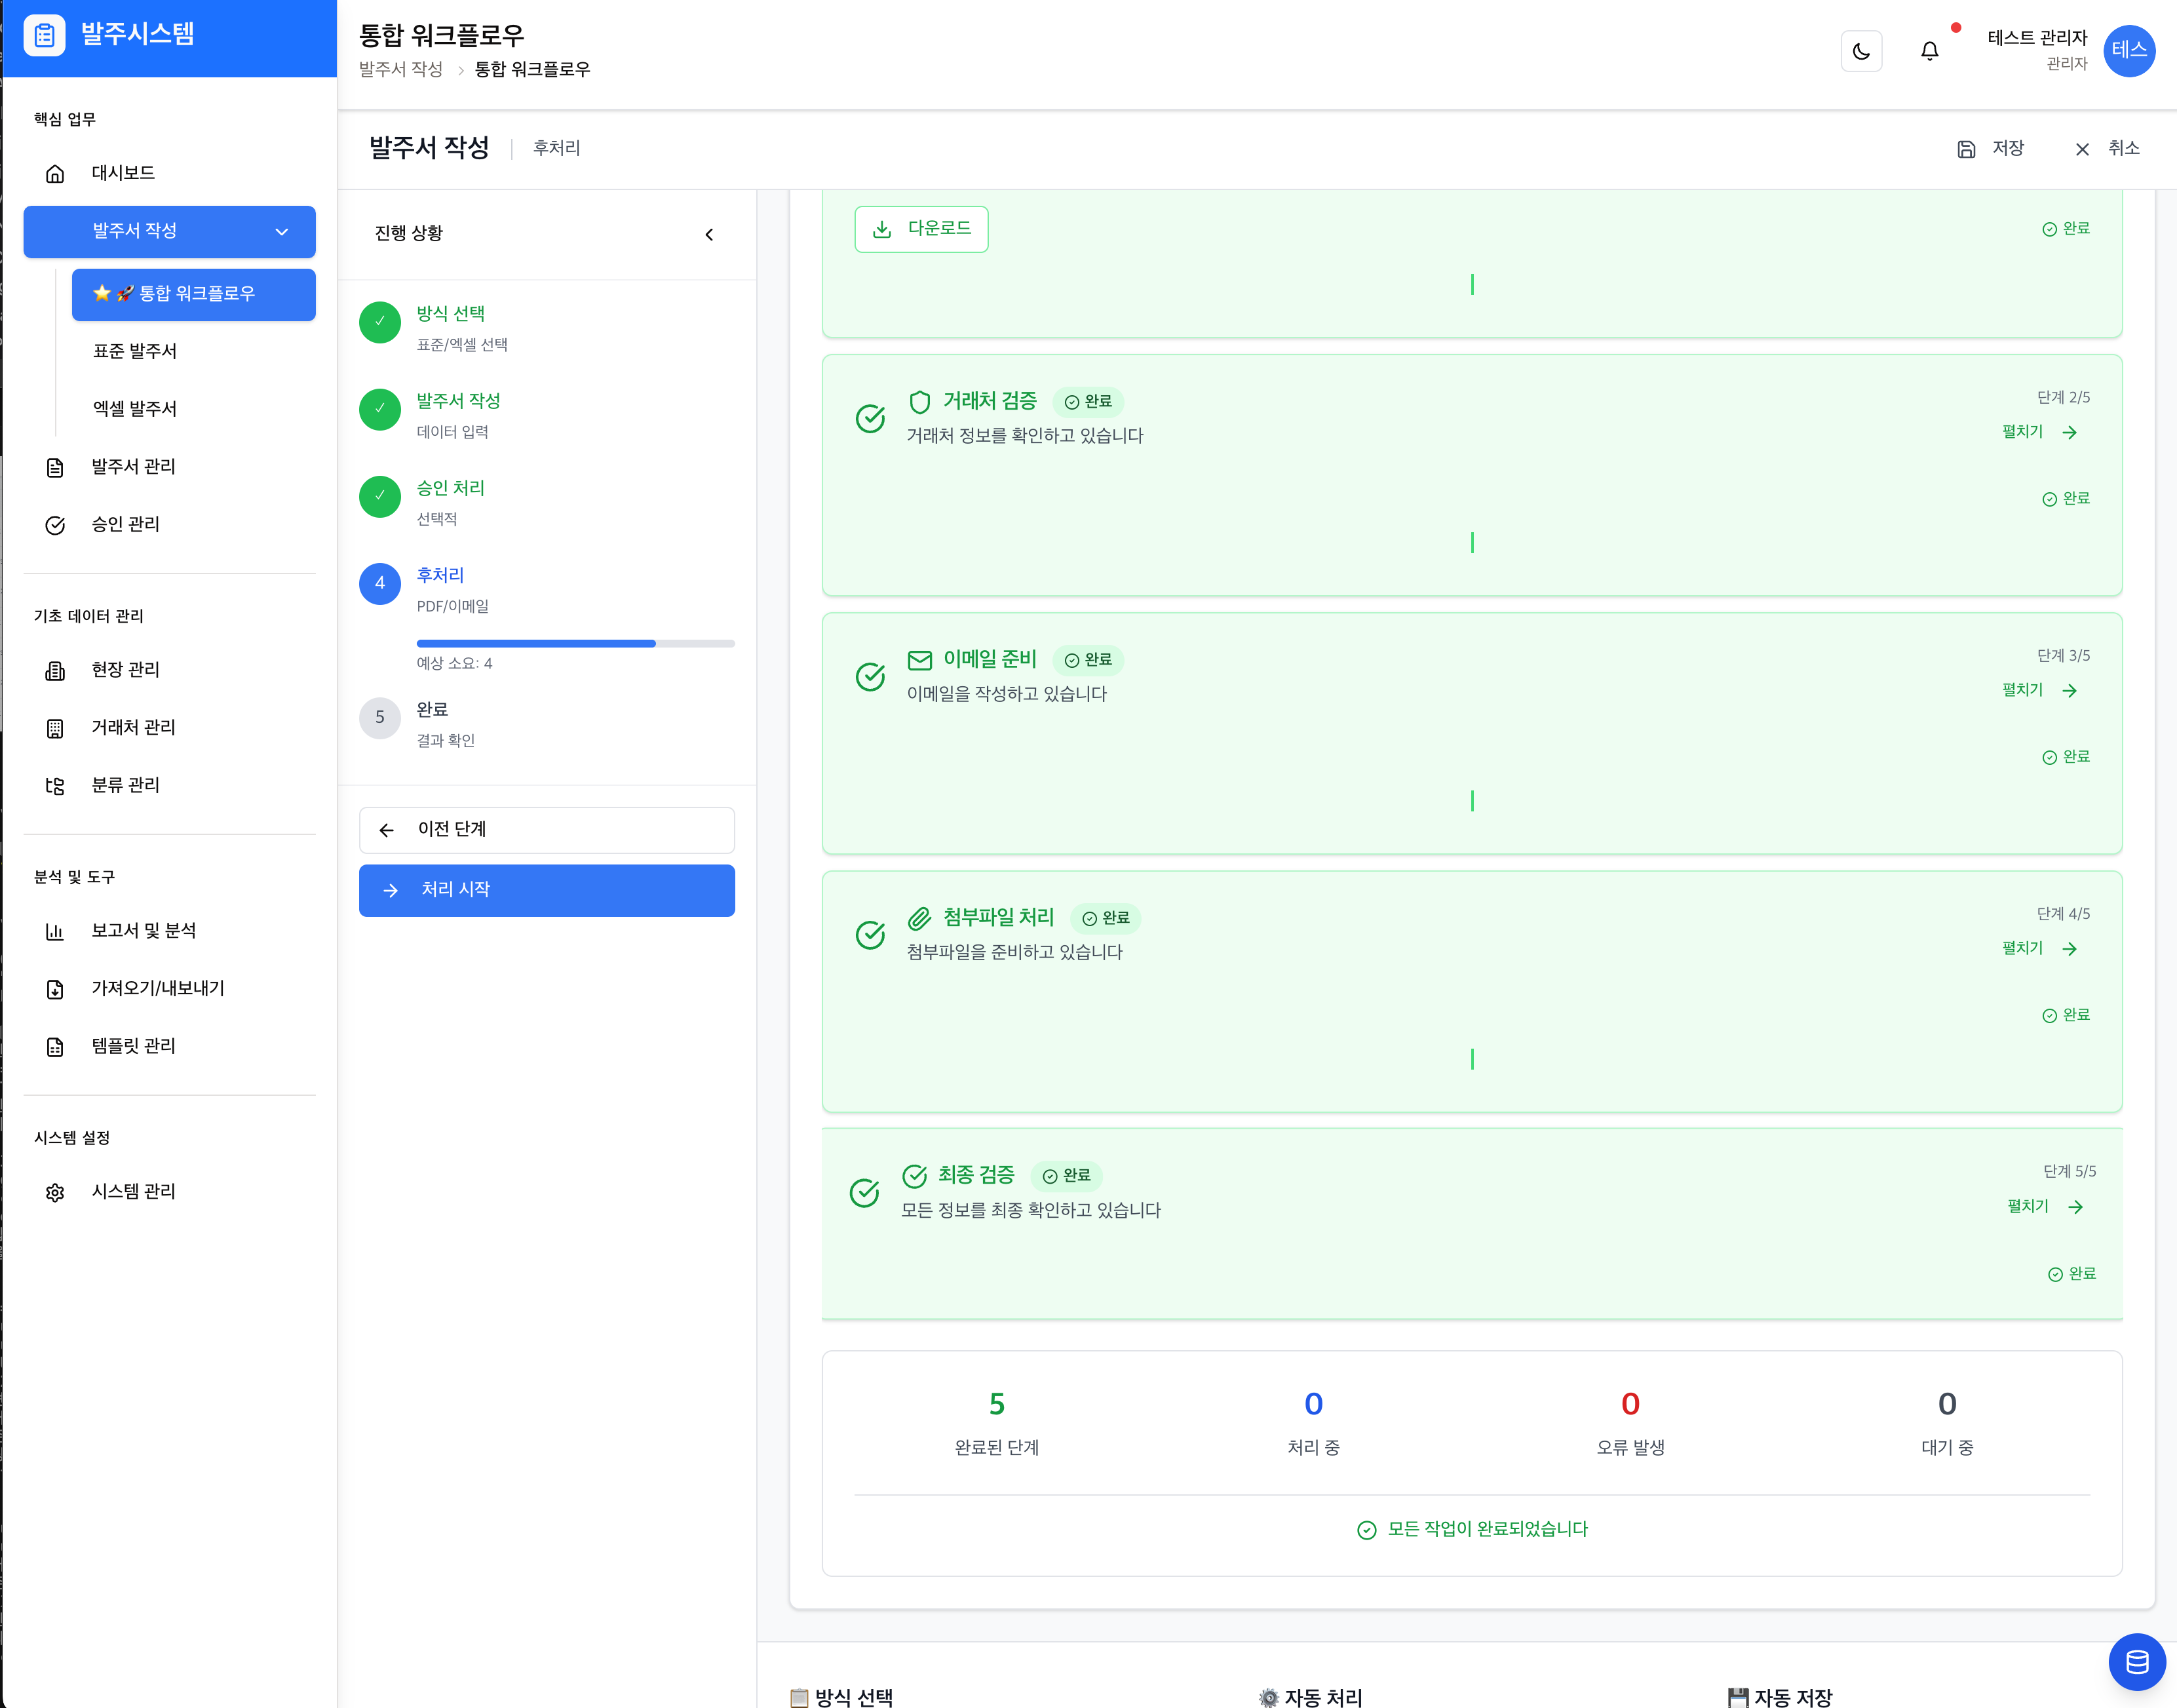 발주시스템
핵심 업무
대시보드
발주서 작성
⭐ 🚀 통합 워크플로우
표준 발주서
엑셀 발주서
발주서 관리
승인 관리
기초 데이터 관리
현장 관리
거래처 관리
분류 관리
분석 및 도구
보고서 및 분석
가져오기/내보내기
템플릿 관리
시스템 설정
시스템 관리
통합 워크플로우
발주서 작성 > 통합 워크플로우
테스트 관리자
관리자
테스
발주서 작성 | 후처리
저장
취소
진행 상황
방식 선택
표준/엑셀 선택
발주서 작성
데이터 입력
승인 처리
선택적
4 후처리
PDF/이메일
예상 소요: 4
5 완료
결과 확인
이전 단계
처리 시작
다운로드
완료
거래처 검증 완료
거래처 정보를 확인하고 있습니다
단계 2/5
펼치기
완료
이메일 준비 완료
이메일을 작성하고 있습니다
단계 3/5
펼치기
완료
첨부파일 처리 완료
첨부파일을 준비하고 있습니다
단계 4/5
펼치기
완료
최종 검증 완료
모든 정보를 최종 확인하고 있습니다
단계 5/5
펼치기
완료
5 0 0 0
완료된 단계 처리 중 오류 발생 대기 중
모든 작업이 완료되었습니다
📋 방식 선택 ⚙️ 자동 처리 💾 자동 저장